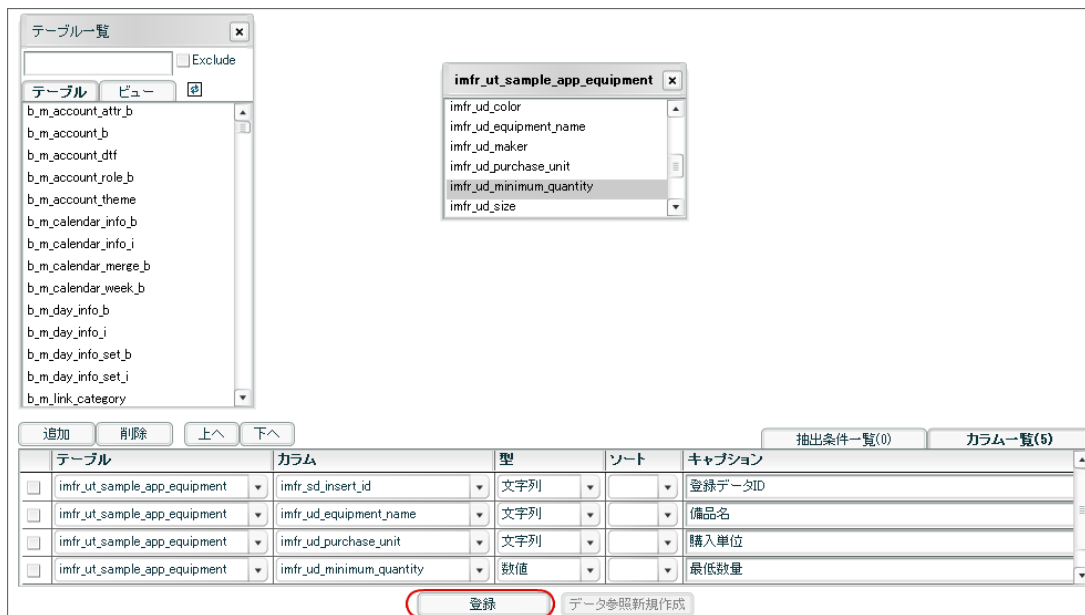 テーブル一覧
Exclude
テーブル ビュー
b_m_account_attr_b
b_m_account_b
b_m_account_dtf
b_m_account_role_b
b_m_account_theme
b_m_calendar_info_b
b_m_calendar_info_i
b_m_calendar_merge_b
b_m_calendar_week_b
b_m_day_info_b
b_m_day_info_i
b_m_day_info_set_b
b_m_day_info_set_i
b_m_link_category
imfr_ut_sample_app_equipment
imfr_ud_color
imfr_ud_equipment_name
imfr_ud_maker
imfr_ud_purchase_unit
imfr_ud_minimum_quantity
imfr_ud_size
追加 削除 上へ 下へ 抽出条件一覧(0) カラム一覧(5)
テーブル カラム 型 ソート キャプション
imfr_ut_sample_app_equipment imfr_sd_insert_id 文字列 登録データID
imfr_ut_sample_app_equipment imfr_ud_equipment_name 文字列 備品名
imfr_ut_sample_app_equipment imfr_ud_purchase_unit 文字列 購入単位
imfr_ut_sample_app_equipment imfr_ud_minimum_quantity 数値 最低数量
登録 データ参照新規作成